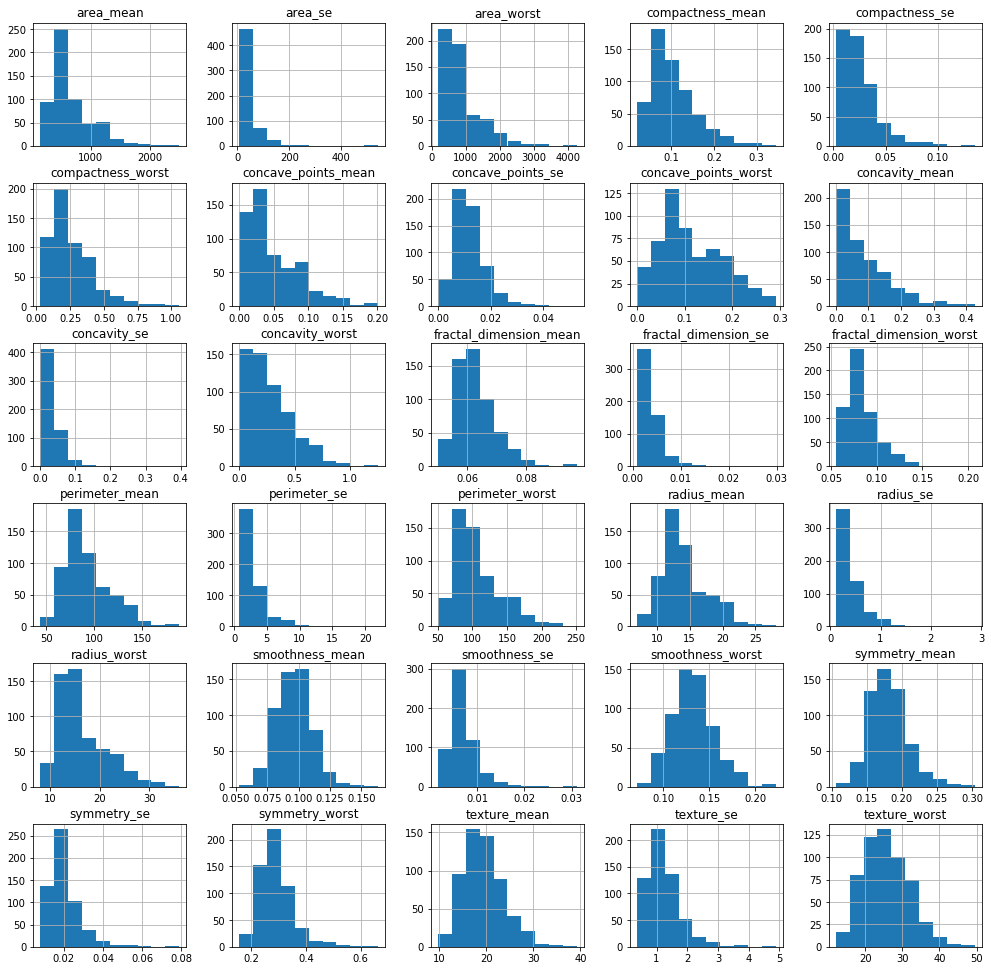 area_mean
250
200
150
100
50
0
1000 2000
area_se
400
300
200
100
0
0 200 400
area_worst
200
150
100
50
0
0 1000 2000 3000 4000
compactness_mean
150
100
50
0
0.1 0.2 0.3
compactness_se
200
150
100
50
0
0.00 0.05 0.10
compactness_worst
200
150
100
50
0
0.00 0.25 0.50 0.75 1.00
concave_points_mean
150
100
50
0
0.00 0.05 0.10 0.15 0.20
concave_points_se
200
150
100
50
0
0.00 0.02 0.04
concave_points_worst
125
100
75
50
25
0
0.0 0.1 0.2 0.3
concavity_mean
200
150
100
50
0
0.0 0.1 0.2 0.3 0.4
concavity_se
400
300
200
100
0
0.0 0.1 0.2 0.3 0.4
concavity_worst
150
100
50
0
0.0 0.5 1.0
fractal_dimension_mean
150
100
50
0
0.06 0.08
fractal_dimension_se
300
200
100
0
0.00 0.01 0.02 0.03
fractal_dimension_worst
250
200
150
100
50
0
0.05 0.10 0.15 0.20
perimeter_mean
150
100
50
0
50 100 150
perimeter_se
300
200
100
0
0 5 10 15 20
perimeter_worst
150
100
50
0
50 100 150 200 250
radius_mean
150
100
50
0
10 15 20 25
radius_se
300
200
100
0
0 1 2 3
radius_worst
150
100
50
0
10 20 30
smoothness_mean
150
100
50
0
0.050 0.075 0.100 0.125 0.150
smoothness_se
300
200
100
0
0.01 0.02 0.03
smoothness_worst
150
100
50
0
0.10 0.15 0.20
symmetry_mean
150
100
50
0
0.10 0.15 0.20 0.25 0.30
symmetry_se
250
200
150
100
50
0
0.02 0.04 0.06 0.08
symmetry_worst
200
150
100
50
0
0.2 0.4 0.6
texture_mean
150
100
50
0
10 20 30 40
texture_se
200
150
100
50
0
1 2 3 4 5
texture_worst
125
100
75
50
25
0
20 30 40 50